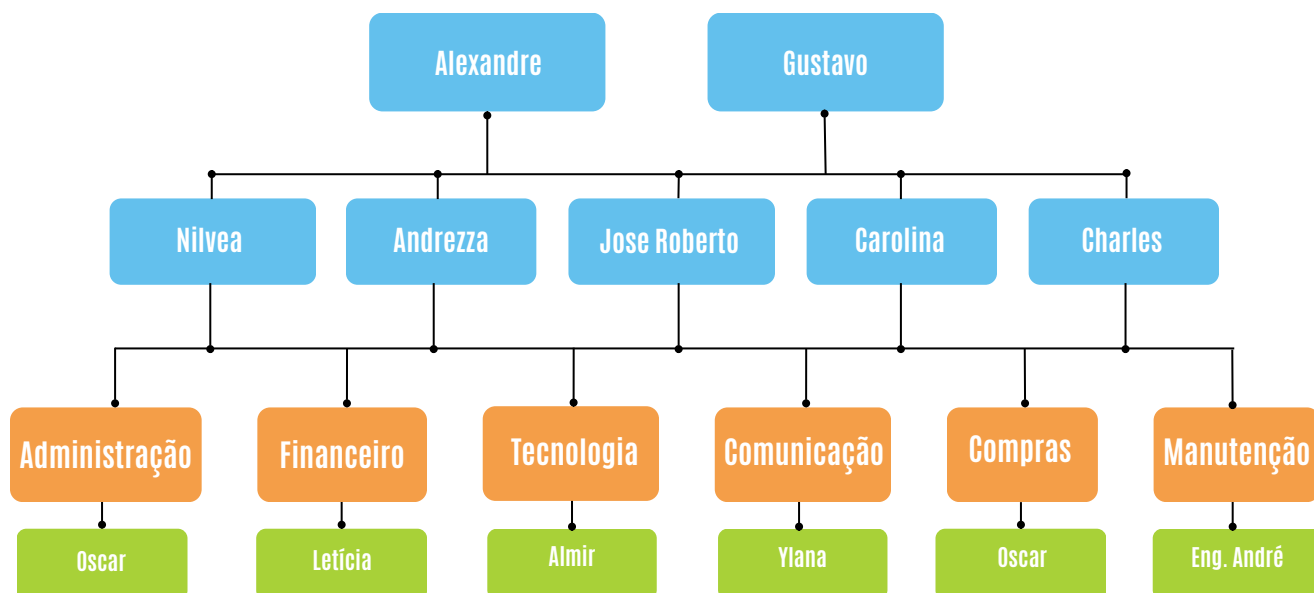 Alexandre
Gustavo
Nilvea
Andrezza
Jose Roberto
Carolina
Charles
Administração
Financeiro
Tecnologia
Comunicação
Compras
Manutenção
Oscar
Letícia
Almir
Ylana
Oscar
Eng. André